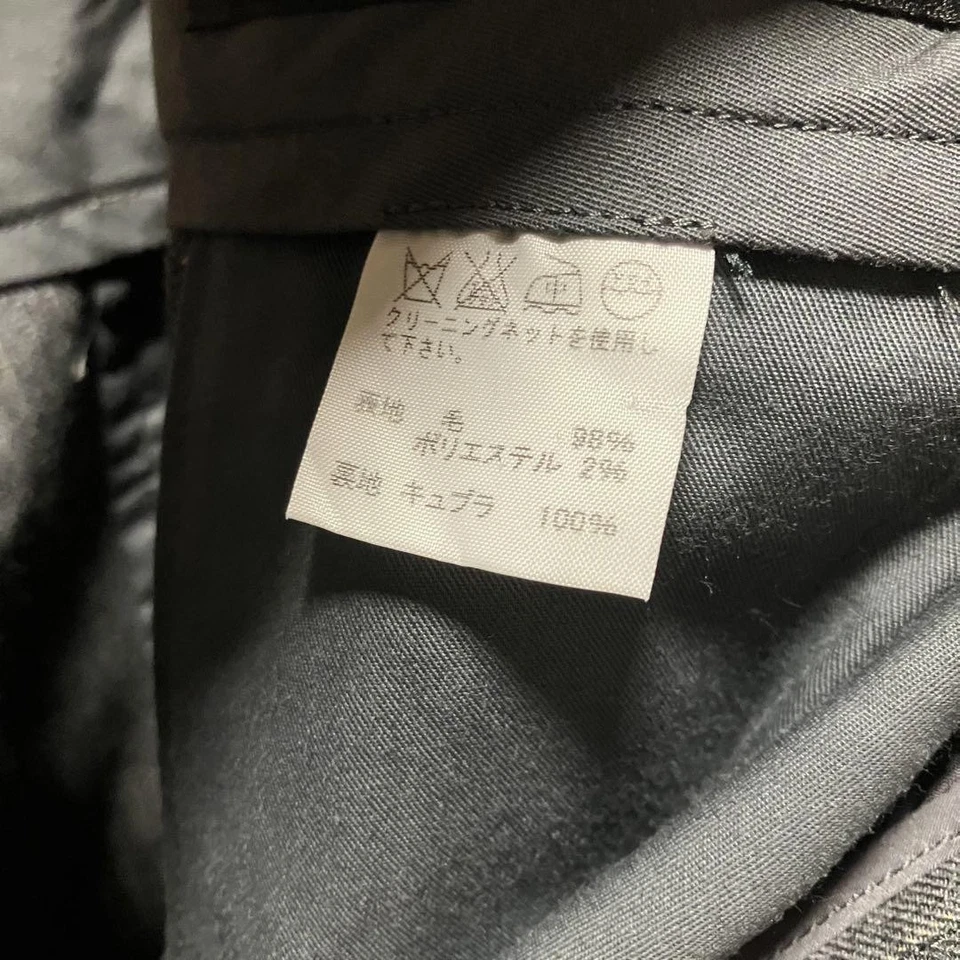 中
クリーニングネットを使用し
て下さい。
表地 毛 98%
ポリエステル 2%
裏地 キュプラ 100%